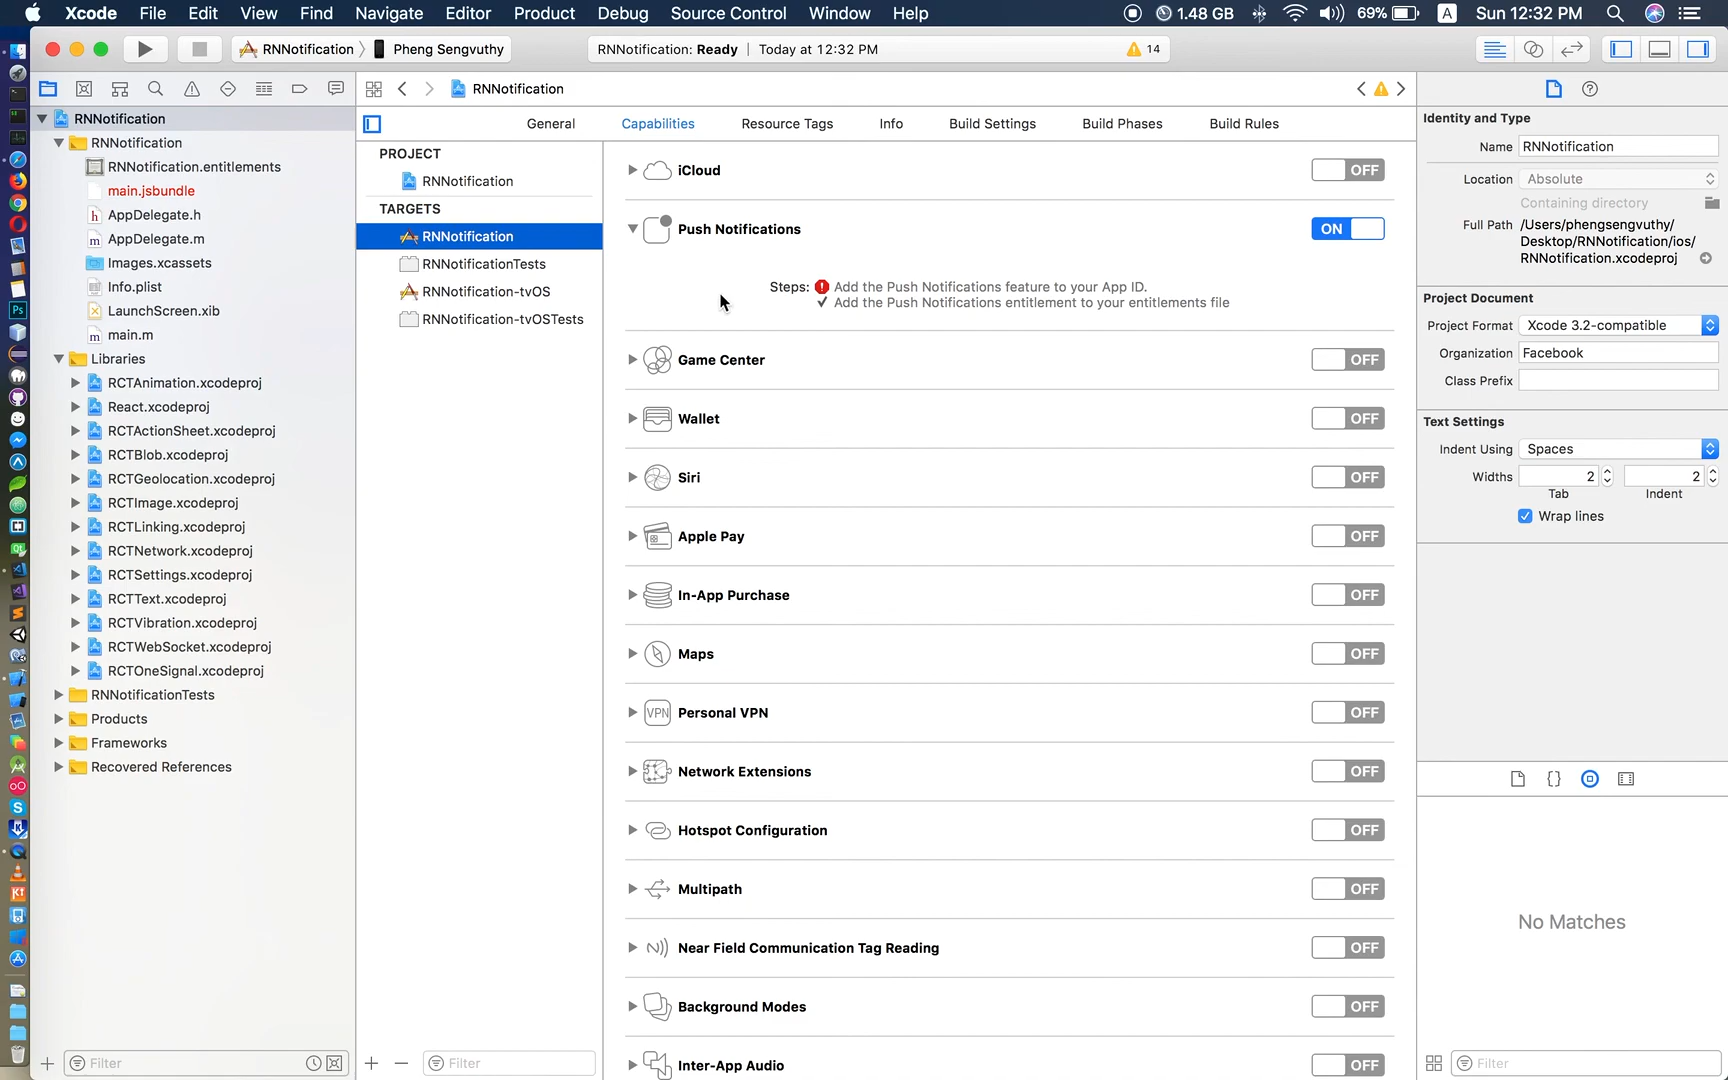 Xcode File Edit View Find Navigate Editor Product Debug Source Control Window Help 1.48 GB 69% A Sun 12:32 PM
RNNotification Pheng Sengvuthy RNNotification: Ready Today at 12:32 PM 14
RNNotification
General Capabilities Resource Tags Info Build Settings Build Phases Build Rules
RNNotification
RNNotification
RNNotification.entitlements
main.jsbundle
AppDelegate.h
AppDelegate.m
Images.xcassets
Info.plist
LaunchScreen.xib
main.m
Libraries
RCTAnimation.xcodeproj
React.xcodeproj
RCTActionSheet.xcodeproj
RCTBlob.xcodeproj
RCTGeolocation.xcodeproj
RCTImage.xcodeproj
RCTLinking.xcodeproj
RCTNetwork.xcodeproj
RCTSettings.xcodeproj
RCTText.xcodeproj
RCTVibration.xcodeproj
RCTWebSocket.xcodeproj
RCTOneSignal.xcodeproj
RNNotificationTests
Products
Frameworks
Recovered References
Filter
PROJECT
RNNotification
TARGETS
RNNotification
RNNotificationTests
RNNotification-tvOS
RNNotification-tvOSTests
Filter
iCloud OFF
Push Notifications ON
Steps: Add the Push Notifications feature to your App ID.
Add the Push Notifications entitlement to your entitlements file
Game Center OFF
Wallet OFF
Siri OFF
Apple Pay OFF
In-App Purchase OFF
Maps OFF
VPN Personal VPN OFF
Network Extensions OFF
Hotspot Configuration OFF
Multipath OFF
Near Field Communication Tag Reading OFF
Background Modes OFF
Inter-App Audio OFF
Identity and Type
Name RNNotification
Location Absolute
Containing directory
Full Path /Users/phengsengvuthy/
Desktop/RNNotification/ios/
RNNotification.xcodeproj
Project Document
Project Format Xcode 3.2-compatible
Organization Facebook
Class Prefix
Text Settings
Indent Using Spaces
Widths 2 2
Tab Indent
Wrap lines
No Matches
Filter